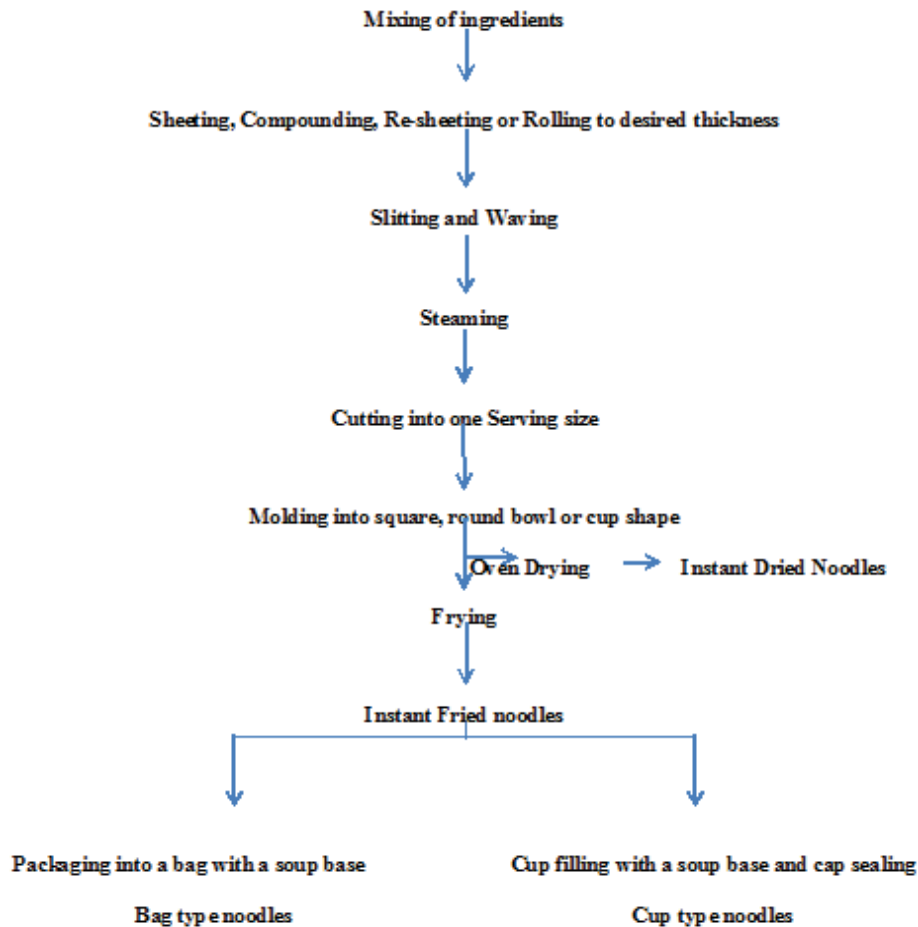 Mixing of ingredients
Sheeting, Compounding, Re-sheeting or Rolling to desired thickness
Slitting and Waving
Steaming
Cutting into one Serving size
Molding into square, round bowl or cup shape
Oven Drying
Instant Dried Noodles
Frying
Instant Fried noodles
Packaging into a bag with a soup base
Cup filling with a soup base and cap sealing
Bag type noodles
Cup type noodles